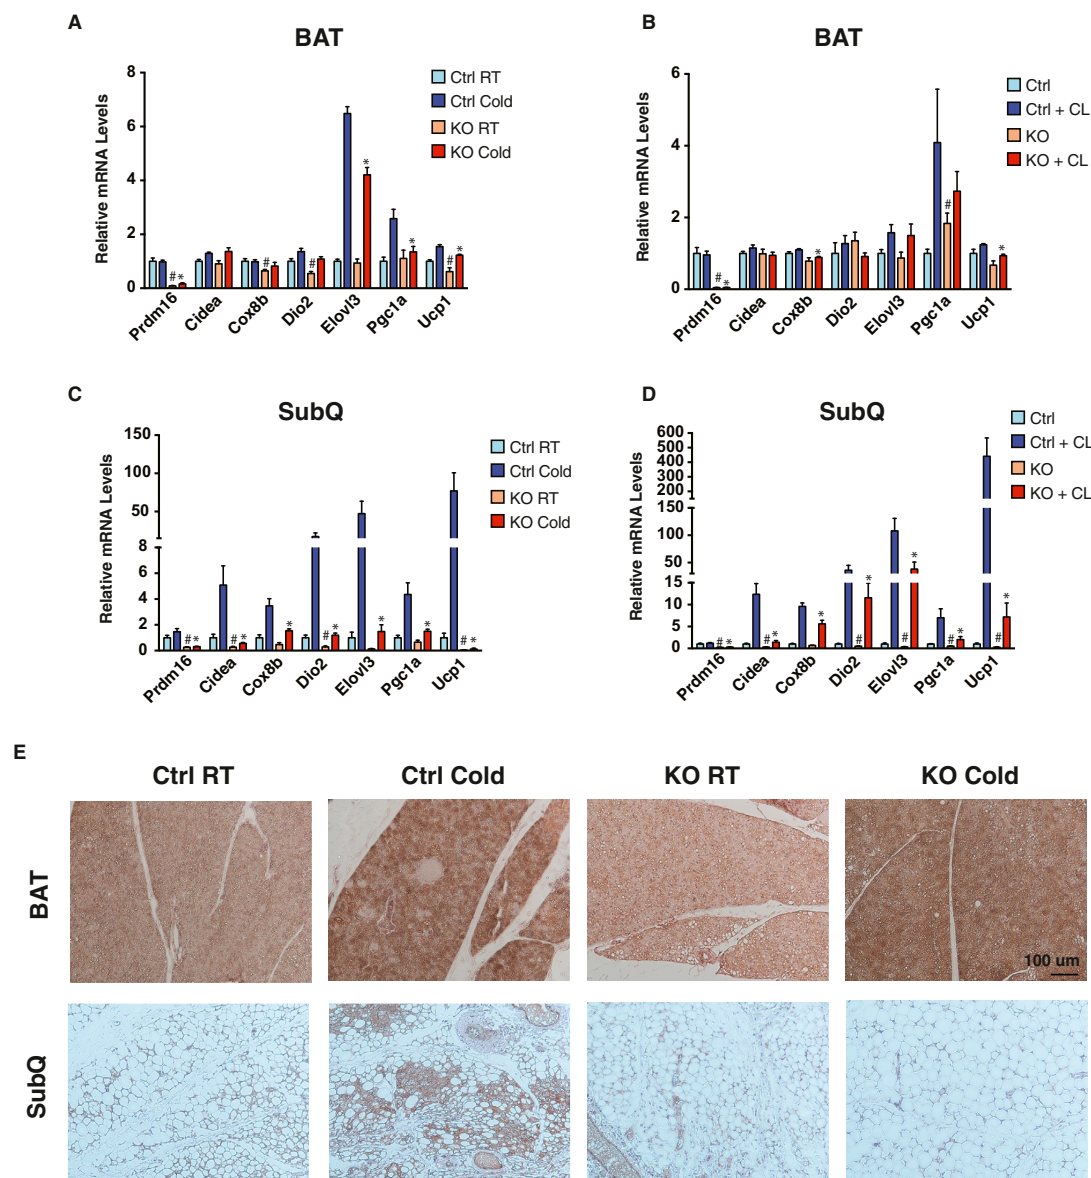 A
BAT
Relative mRNA Levels
8
6
4
2
0
Ctrl RT
Ctrl Cold
KO RT
KO Cold
# *
#
#
*
*
# *
Prdm16
Cidea
Cox8b
Dio2
Elovl3
Pgc1a
Ucp1
B
BAT
Relative mRNA Levels
6
4
2
0
Ctrl
Ctrl + CL
KO
KO + CL
# *
*
#
*
Prdm16
Cidea
Cox8b
Dio2
Elovl3
Pgc1a
Ucp1
C
SubQ
Relative mRNA Levels
150
100
50
8
6
4
2
0
Ctrl RT
Ctrl Cold
KO RT
KO Cold
# *
# *
*
# *
*
*
# *
Prdm16
Cidea
Cox8b
Dio2
Elovl3
Pgc1a
Ucp1
D
SubQ
Relative mRNA Levels
600
500
400
300
200
150
100
50
15
10
5
0
Ctrl
Ctrl + CL
KO
KO + CL
# *
# *
*
# *
# *
# *
# *
Prdm16
Cidea
Cox8b
Dio2
Elovl3
Pgc1a
Ucp1
E
Ctrl RT
Ctrl Cold
KO RT
KO Cold
BAT
100 um
SubQ